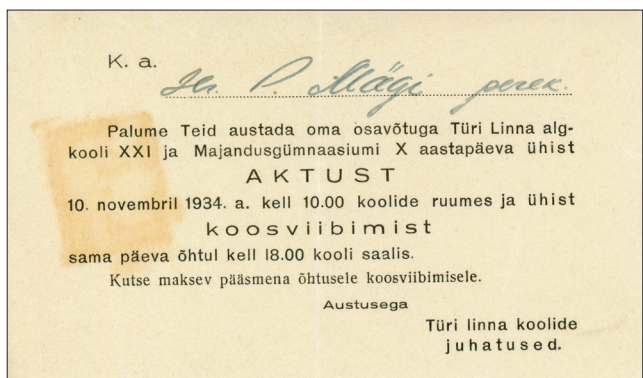 K. a.
Hr. P. Mägi perek.
Palume Teid austada oma osavõtuga Türi Linna alg-
kooli XXI ja Majandusgümnaasiumi X aastapäeva ühist
AKTUST
10. novembril 1934. a. kell 10.00 koolide ruumes ja ühist
koosviibimist
sama päeva õhtul kell 18.00 kooli saalis.
Kutse maksev pääsmena õhtusele koosviibimisele.
Austusega
Türi linna koolide
juhatused.